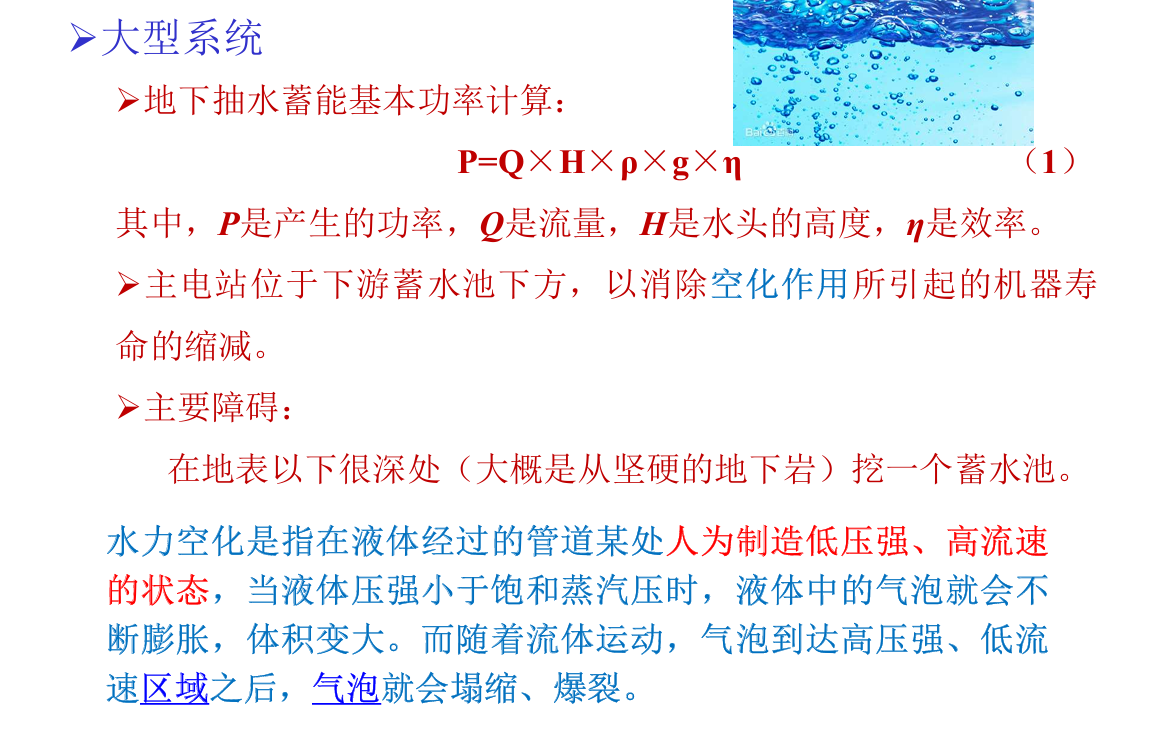 ➢大型系统
➢地下抽水蓄能基本功率计算：
P=Q×H×ρ×g×η （1）
其中，P是产生的功率，Q是流量，H是水头的高度，η是效率。
➢主电站位于下游蓄水池下方，以消除空化作用所引起的机器寿
命的缩减。
➢主要障碍：
在地表以下很深处（大概是从坚硬的地下岩）挖一个蓄水池。
水力空化是指在液体经过的管道某处人为制造低压强、高流速
的状态，当液体压强小于饱和蒸汽压时，液体中的气泡就会不
断膨胀，体积变大。而随着流体运动，气泡到达高压强、低流
速区域之后，气泡就会塌缩、爆裂。